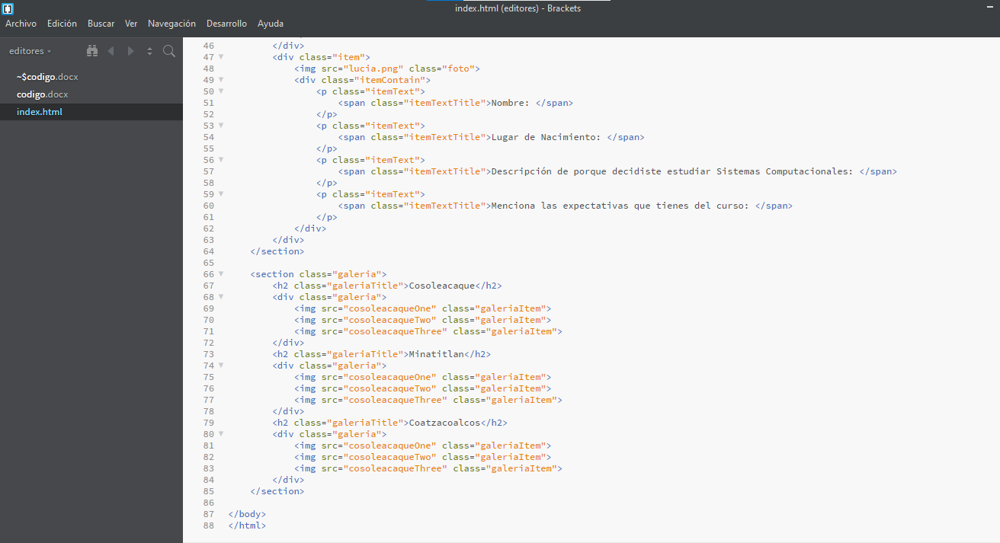 index.html (editores) - Brackets
Archivo Edición Buscar Ver Navegación Desarrollo Ayuda
editores
~$codigo.docx
codigo.docx
index.html
46 </div>
47 <div class="item">
48 <img src="lucia.png" class="foto">
49 <div class="itemContain">
50 <p class="itemText">
51 <span class="itemTextTitle">Nombre: </span>
52 </p>
53 <p class="itemText">
54 <span class="itemTextTitle">Lugar de Nacimiento: </span>
55 </p>
56 <p class="itemText">
57 <span class="itemTextTitle">Descripción de porque decidiste estudiar Sistemas Computacionales: </span>
58 </p>
59 <p class="itemText">
60 <span class="itemTextTitle">Menciona las expectativas que tienes del curso: </span>
61 </p>
62 </div>
63 </div>
64 </section>
65
66 <section class="galeria">
67 <h2 class="galeriaTitle">Cosoleacaque</h2>
68 <div class="galeria">
69 <img src="cosoleacaqueOne" class="galeriaItem">
70 <img src="cosoleacaqueTwo" class="galeriaItem">
71 <img src="cosoleacaqueThree" class="galeriaItem">
72 </div>
73 <h2 class="galeriaTitle">Minatitlan</h2>
74 <div class="galeria">
75 <img src="cosoleacaqueOne" class="galeriaItem">
76 <img src="cosoleacaqueTwo" class="galeriaItem">
77 <img src="cosoleacaqueThree" class="galeriaItem">
78 </div>
79 <h2 class="galeriaTitle">Coatzacoalcos</h2>
80 <div class="galeria">
81 <img src="cosoleacaqueOne" class="galeriaItem">
82 <img src="cosoleacaqueTwo" class="galeriaItem">
83 <img src="cosoleacaqueThree" class="galeriaItem">
84 </div>
85 </section>
86
87 </body>
88 </html>